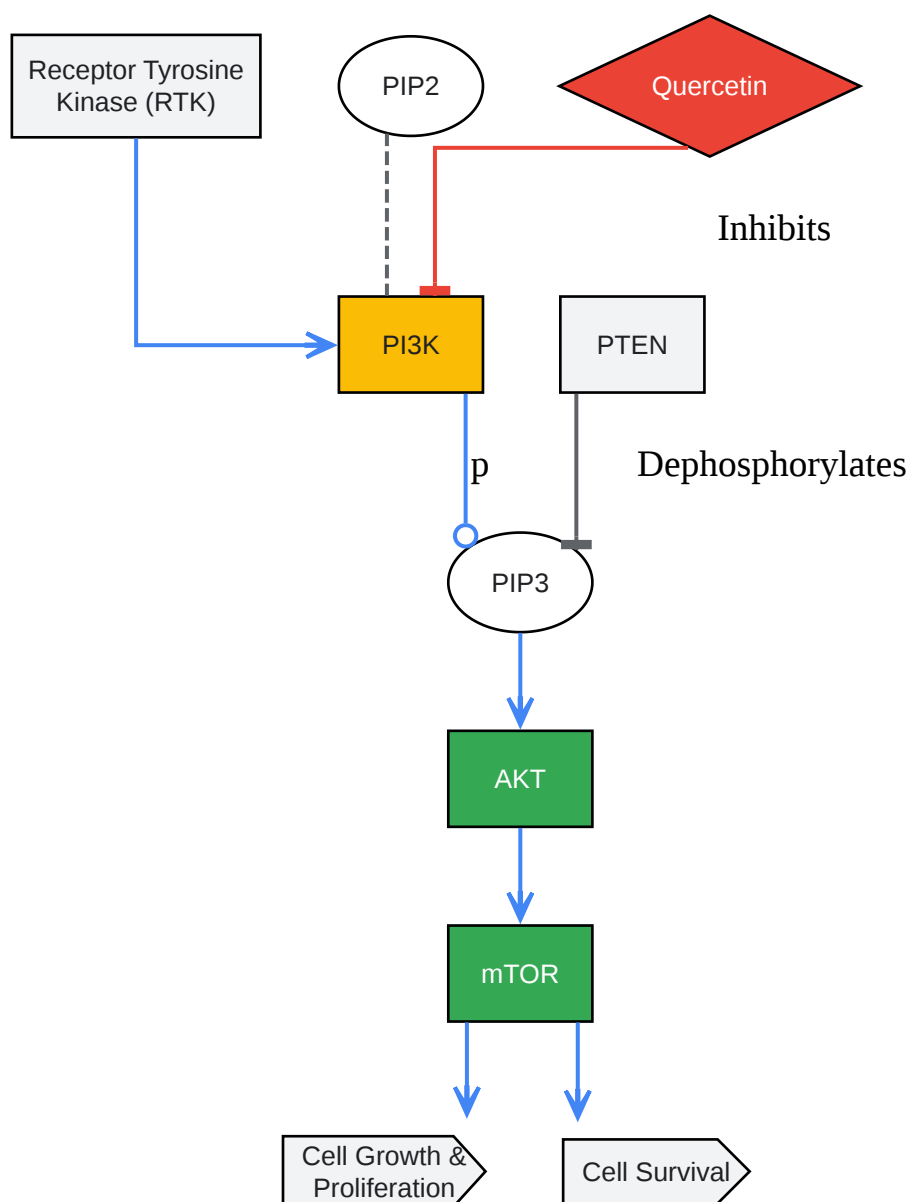 Receptor Tyrosine
Kinase (RTK)
PIP2
Quercetin
Inhibits
PI3K
PTEN
p
Dephosphorylates
PIP3
AKT
mTOR
Cell Growth &
Proliferation
Cell Survival